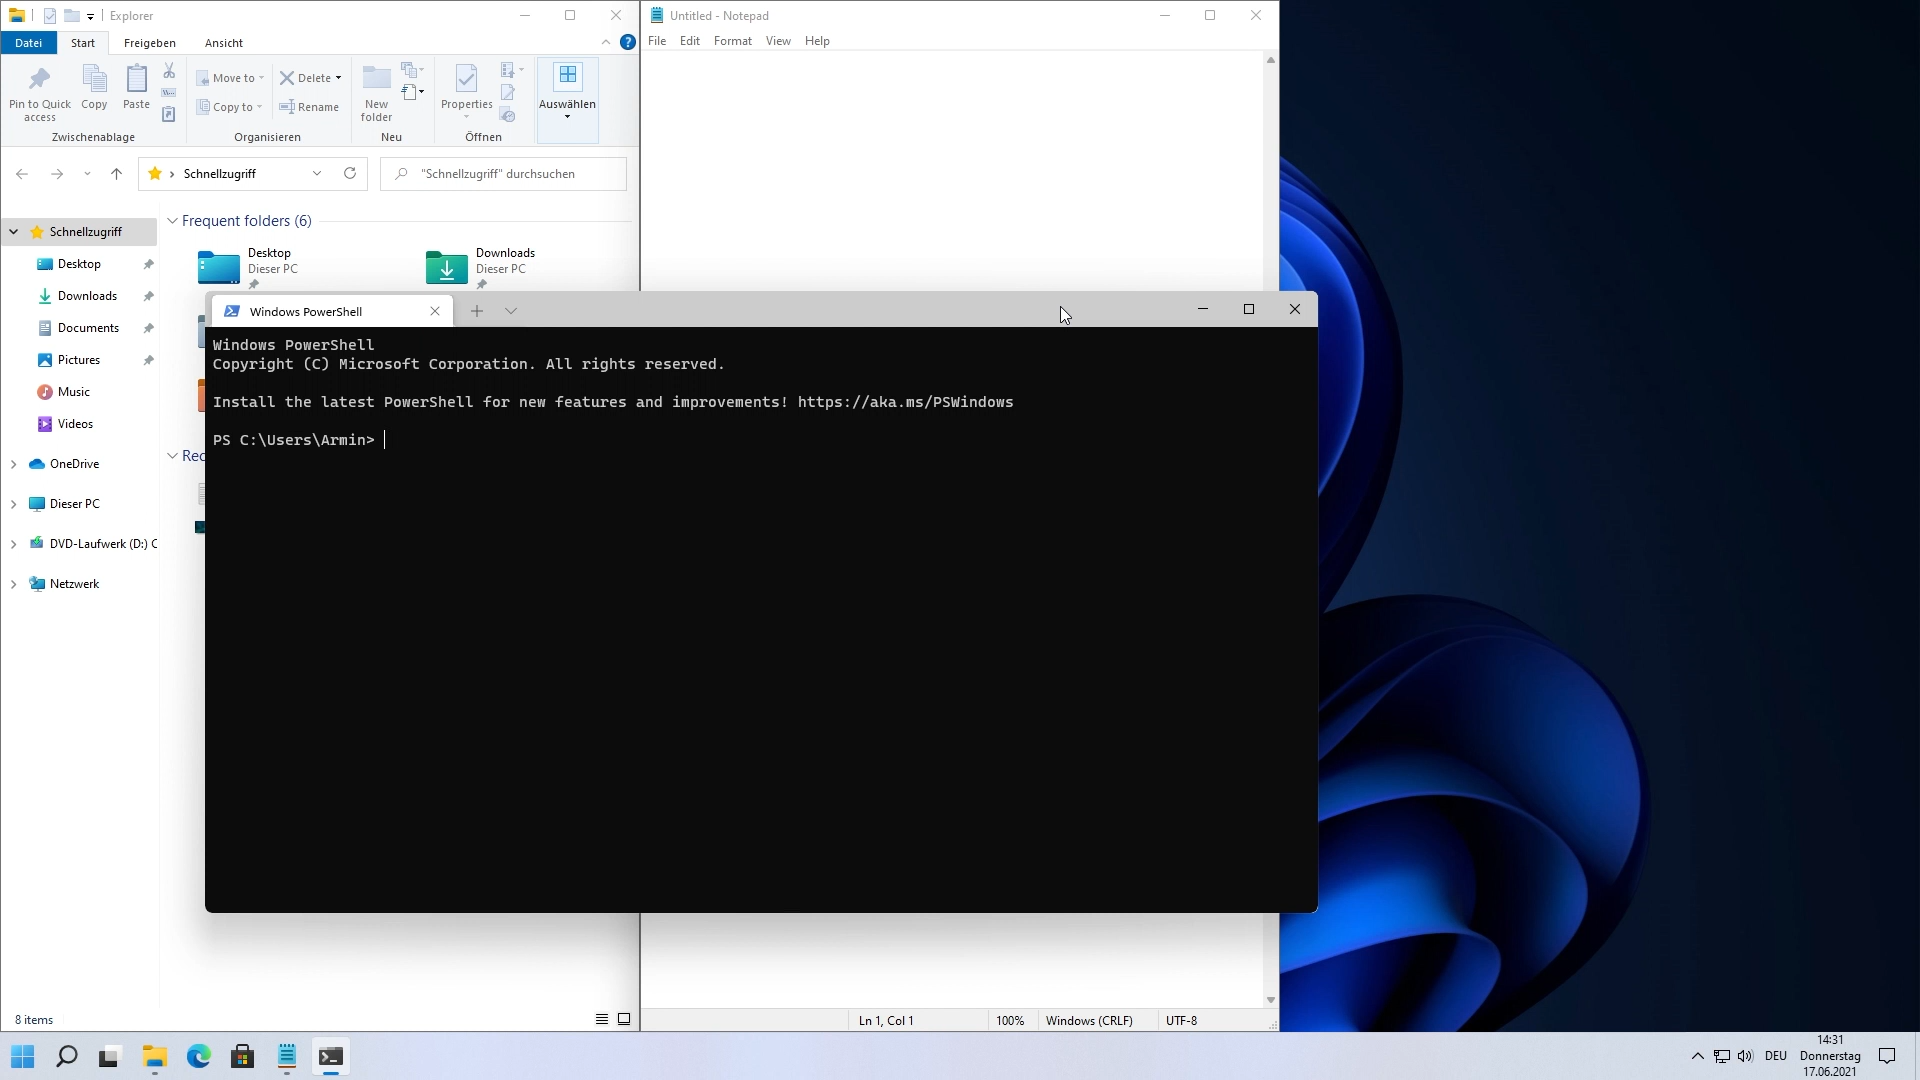 Explorer
Datei Start Freigeben Ansicht
Pin to Quick access
Copy
Paste
Zwischenablage
Move to
Copy to
Delete
Rename
Organisieren
New folder
Neu
Properties
Öffnen
Auswählen
Schnellzugriff
"Schnellzugriff" durchsuchen
Schnellzugriff
Desktop
Downloads
Documents
Pictures
Music
Videos
OneDrive
Dieser PC
DVD-Laufwerk (D:) C
Netzwerk
Frequent folders (6)
Desktop
Dieser PC
Downloads
Dieser PC
Rec
8 items
Untitled - Notepad
File Edit Format View Help
Ln 1, Col 1
100%
Windows (CRLF)
UTF-8
Windows PowerShell
Windows PowerShell
Copyright (C) Microsoft Corporation. All rights reserved.
Install the latest PowerShell for new features and improvements! https://aka.ms/PSWindows
PS C:\Users\Armin>
DEU
14:31
Donnerstag
17.06.2021